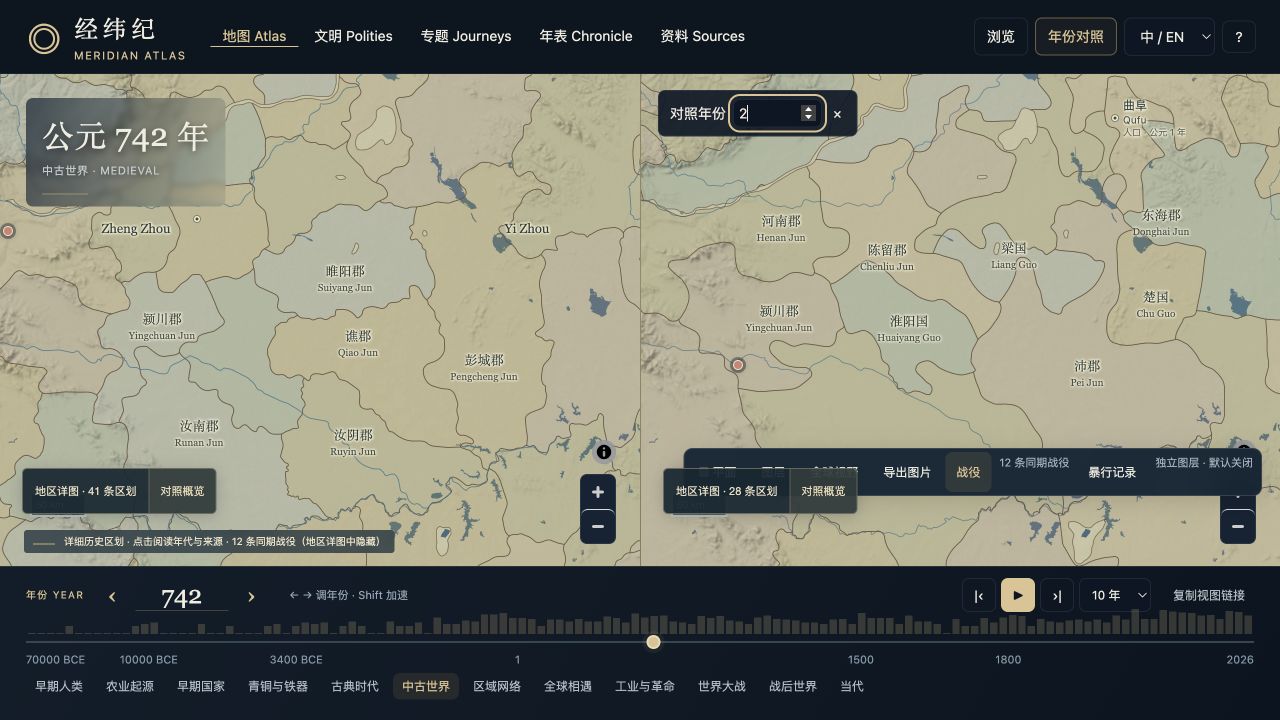 经纬纪
MERIDIAN ATLAS
地图 Atlas
文明 Polities
专题 Journeys
年表 Chronicle
资料 Sources
浏览
年份对照
中 / EN
?
公元 742 年
中古世界 · MEDIEVAL
Zheng Zhou
Yi Zhou
睢阳郡
Suiyang Jun
颍川郡
Yingchuan Jun
谯郡
Qiao Jun
彭城郡
Pengcheng Jun
汝南郡
Runan Jun
汝阴郡
Ruyin Jun
地区详图 · 41 条区划
对照概览
详细历史区划 · 点击阅读年代与来源 · 12 条同期战役（地区详图中隐藏）
+
−
对照年份
2
×
曲阜
Qufu
人口 · 公元 1 年
河南郡
Henan Jun
陈留郡
Chenliu Jun
梁国
Liang Guo
东海郡
Donghai Jun
颍川郡
Yingchuan Jun
淮阳国
Huaiyang Guo
楚国
Chu Guo
沛郡
Pei Jun
导出图片
战役
12 条同期战役
暴行记录
独立图层 · 默认关闭
地区详图 · 28 条区划
对照概览
−
年份 YEAR
‹
742
›
← → 调年份 · Shift 加速
10 年
复制视图链接
70000 BCE
10000 BCE
3400 BCE
1
1500
1800
2026
早期人类
农业起源
早期国家
青铜与铁器
古典时代
中古世界
区域网络
全球相遇
工业与革命
世界大战
战后世界
当代